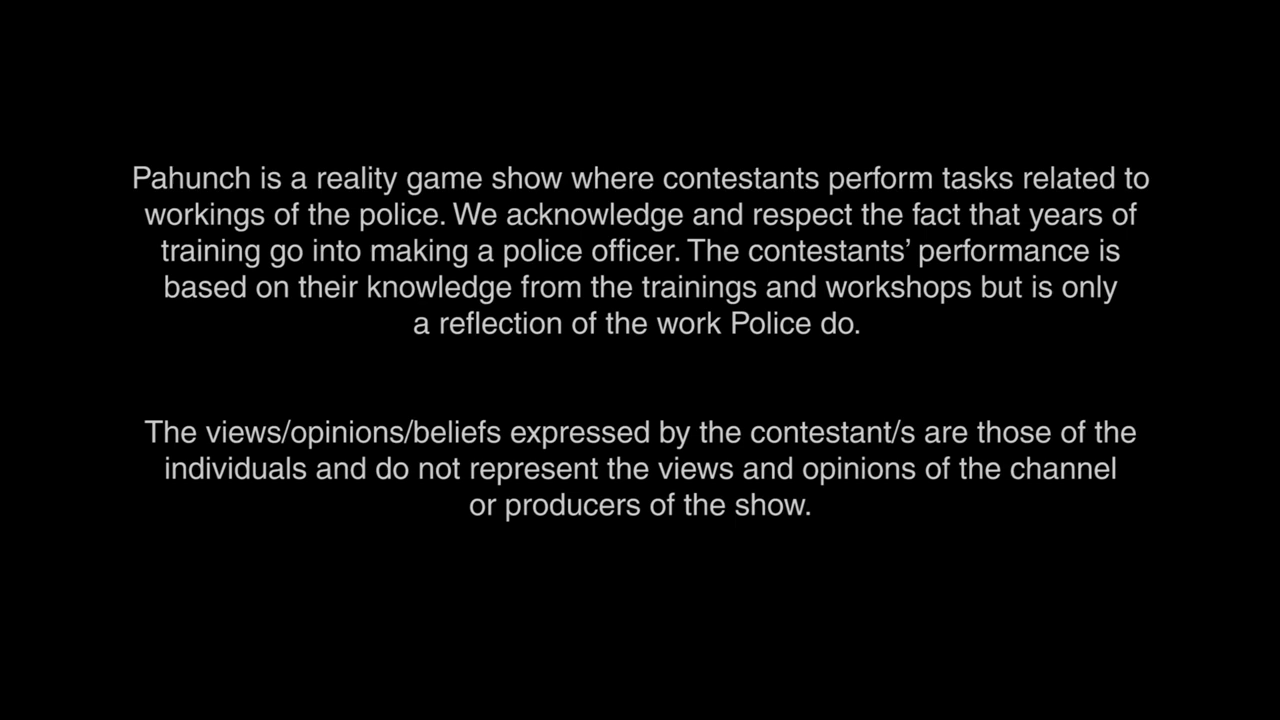 Pahunch is a reality game show where contestants perform tasks related to
workings of the police. We acknowledge and respect the fact that years of
training go into making a police officer. The contestants’ performance is
based on their knowledge from the trainings and workshops but is only
a reflection of the work Police do.
The views/opinions/beliefs expressed by the contestant/s are those of the
individuals and do not represent the views and opinions of the channel
or producers of the show.